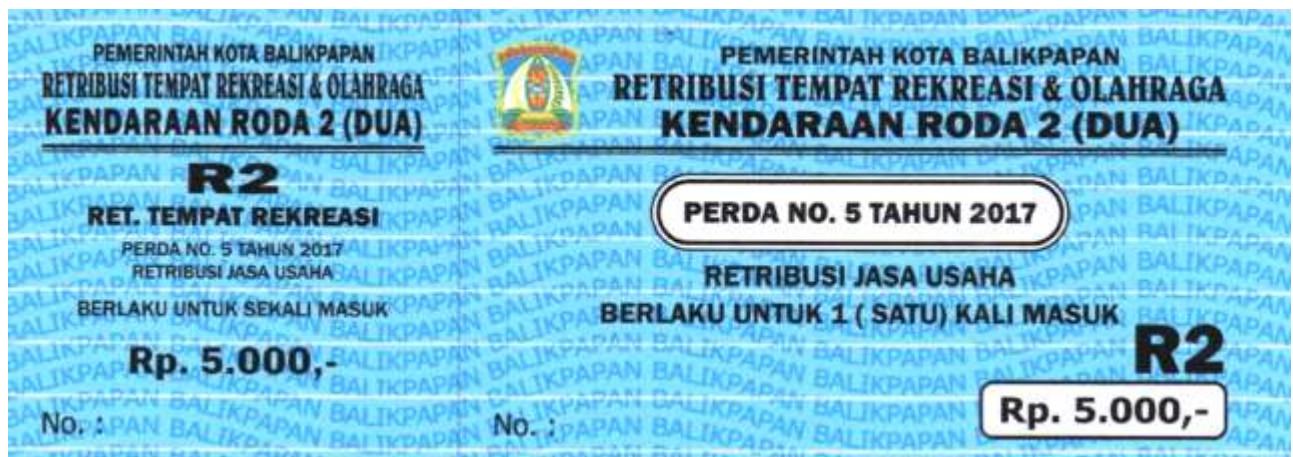 PEMERINTAH KOTA BALIKPAPAN
RETRIBUSI TEMPAT REKREASI & OLAHRAGA
KENDARAAN RODA 2 (DUA)
R2
RET. TEMPAT REKREASI
PERDA NO. 5 TAHUN 2017
RETRIBUSI JASA USAHA
BERLAKU UNTUK SEKALI MASUK
Rp. 5.000,-
No. :
PEMERINTAH KOTA BALIKPAPAN
RETRIBUSI TEMPAT REKREASI & OLAHRAGA
KENDARAAN RODA 2 (DUA)
PERDA NO. 5 TAHUN 2017
RETRIBUSI JASA USAHA
BERLAKU UNTUK 1 ( SATU) KALI MASUK
R2
Rp. 5.000,-
No. :